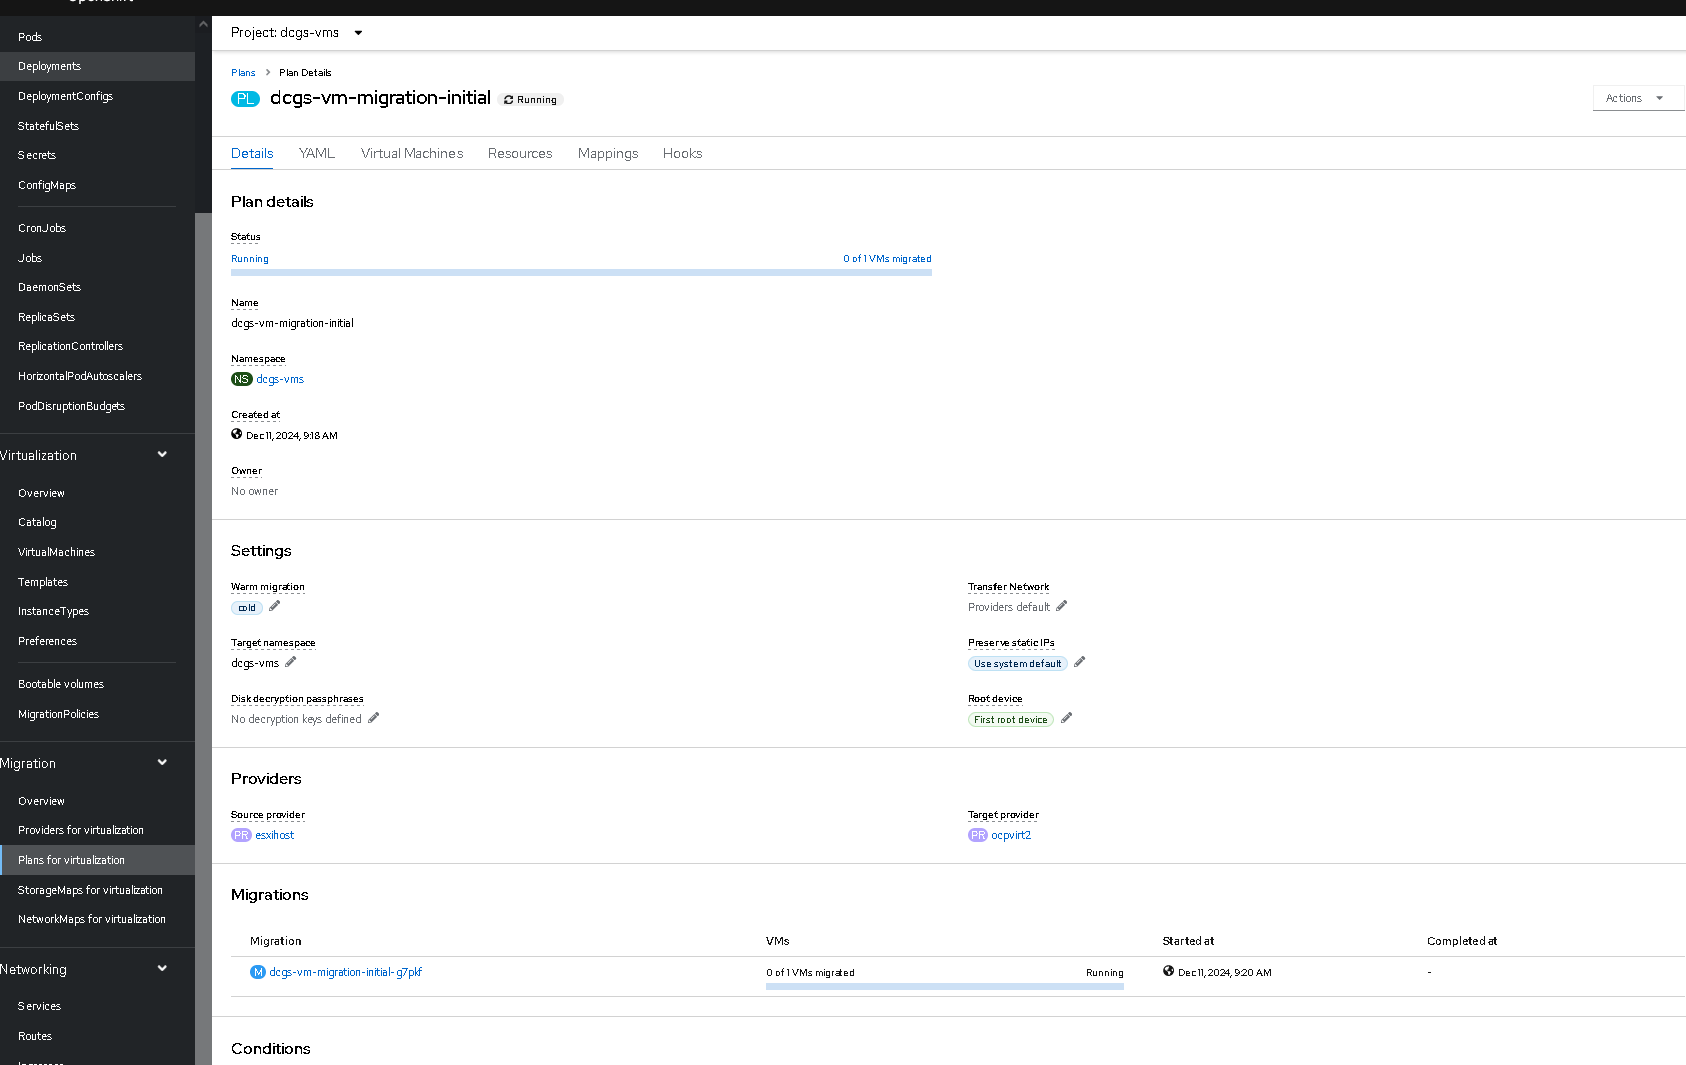 Project: dcgs-vms
Pods
Deployments
DeploymentConfigs
StatefulSets
Secrets
ConfigMaps
CronJobs
Jobs
DaemonSets
ReplicaSets
ReplicationControllers
HorizontalPodAutoscalers
PodDisruptionBudgets
Virtualization
Overview
Catalog
VirtualMachines
Templates
InstanceTypes
Preferences
Bootable volumes
MigrationPolicies
Migration
Overview
Providers for virtualization
Plans for virtualization
StorageMaps for virtualization
NetworkMaps for virtualization
Networking
Services
Routes
Plans > Plan Details
PL dcgs-vm-migration-initial Running
Actions
Details YAML Virtual Machines Resources Mappings Hooks
Plan details
Status
Running 0 of 1 VMs migrated
Name
dcgs-vm-migration-initial
Namespace
NS dcgs-vms
Created at
Dec 11, 2024, 9:18 AM
Owner
No owner
Settings
Warm migration
cold
Transfer Network
Providers default
Target namespace
dcgs-vms
Preserve static IPs
Use system default
Disk decryption passphrases
No decryption keys defined
Root device
First root device
Providers
Source provider
PR esxihost
Target provider
PR ocpvirt2
Migrations
Migration VMs Started at Completed at
M dcgs-vm-migration-initial-g7pkf 0 of 1 VMs migrated Running Dec 11, 2024, 9:20 AM -
Conditions